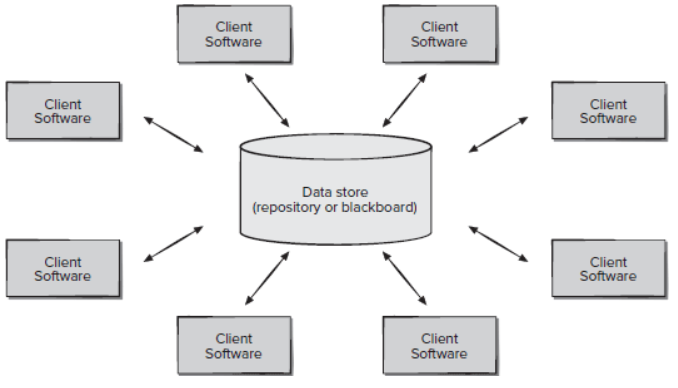 Client
Software
Client
Software
Client
Software
Client
Software
Data store
(repository or blackboard)
Client
Software
Client
Software
Client
Software
Client
Software